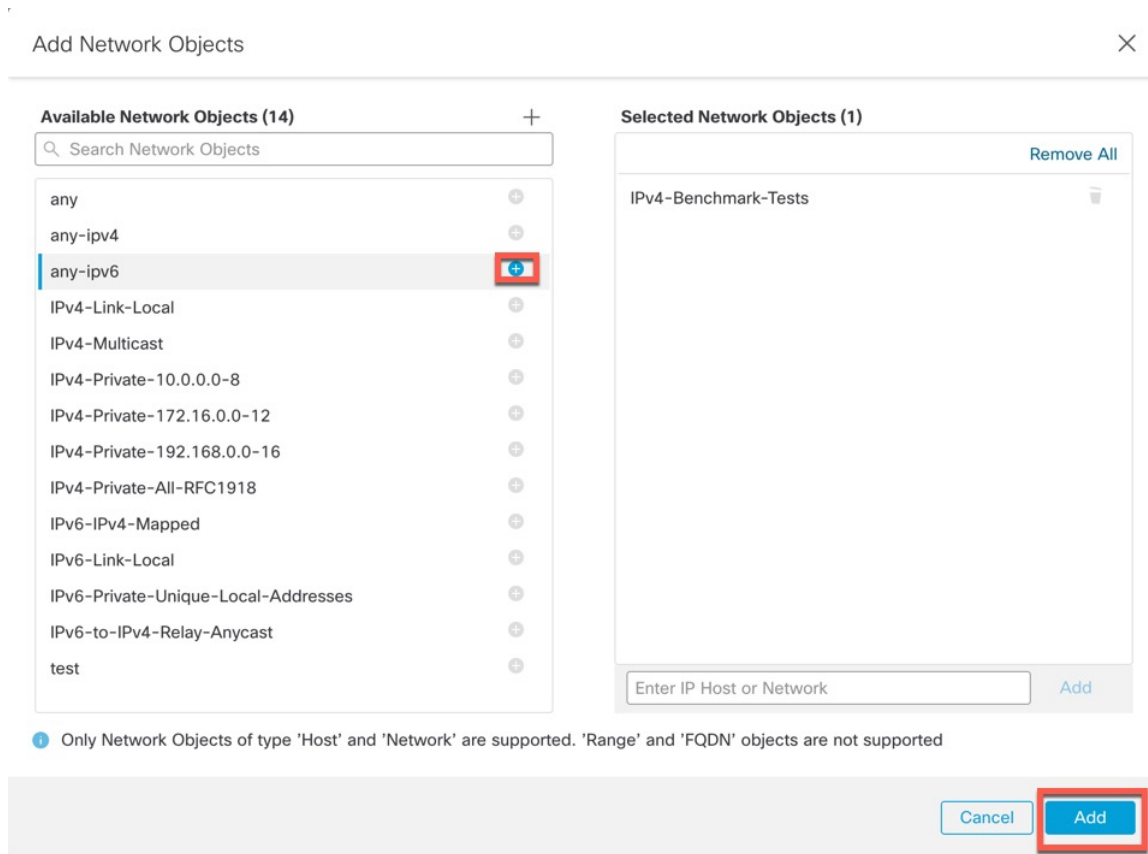 Add Network Objects
Available Network Objects (14)
Search Network Objects
any
any-ipv4
any-ipv6
IPv4-Link-Local
IPv4-Multicast
IPv4-Private-10.0.0.0-8
IPv4-Private-172.16.0.0-12
IPv4-Private-192.168.0.0-16
IPv4-Private-All-RFC1918
IPv6-IPv4-Mapped
IPv6-Link-Local
IPv6-Private-Unique-Local-Addresses
IPv6-to-IPv4-Relay-Anycast
test
Selected Network Objects (1)
Remove All
IPv4-Benchmark-Tests
Enter IP Host or Network
Add
Only Network Objects of type 'Host' and 'Network' are supported. 'Range' and 'FQDN' objects are not supported
Cancel
Add